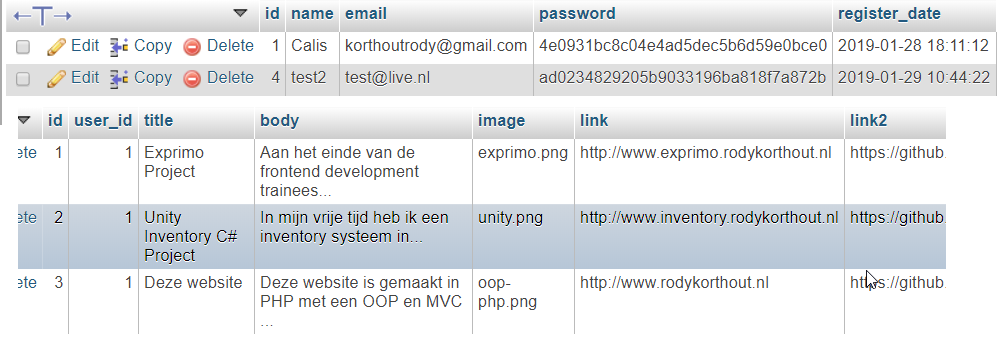 id name email password register_date
Edit Copy Delete 1 Calis korthoutrody@gmail.com 4e0931bc8c04e4ad5dec5b6d59e0bce0 2019-01-28 18:11:12
Edit Copy Delete 4 test2 test@live.nl ad0234829205b9033196ba818f7a872b 2019-01-29 10:44:22
id user_id title body image link link2
ete 1 1 Exprimo Aan het einde van de exprimo.png http://www.exprimo.rodykorthout.nl https://github.
Project frontend development
trainees...
ete 2 1 Unity In mijn vrije tijd heb ik een unity.png http://www.inventory.rodykorthout.nl https://github.
Inventory C# inventory systeem in...
Project
ete 3 1 Deze website Deze website is gemaakt in oop- http://www.rodykorthout.nl https://github.
PHP met een OOP en MVC php.png
...